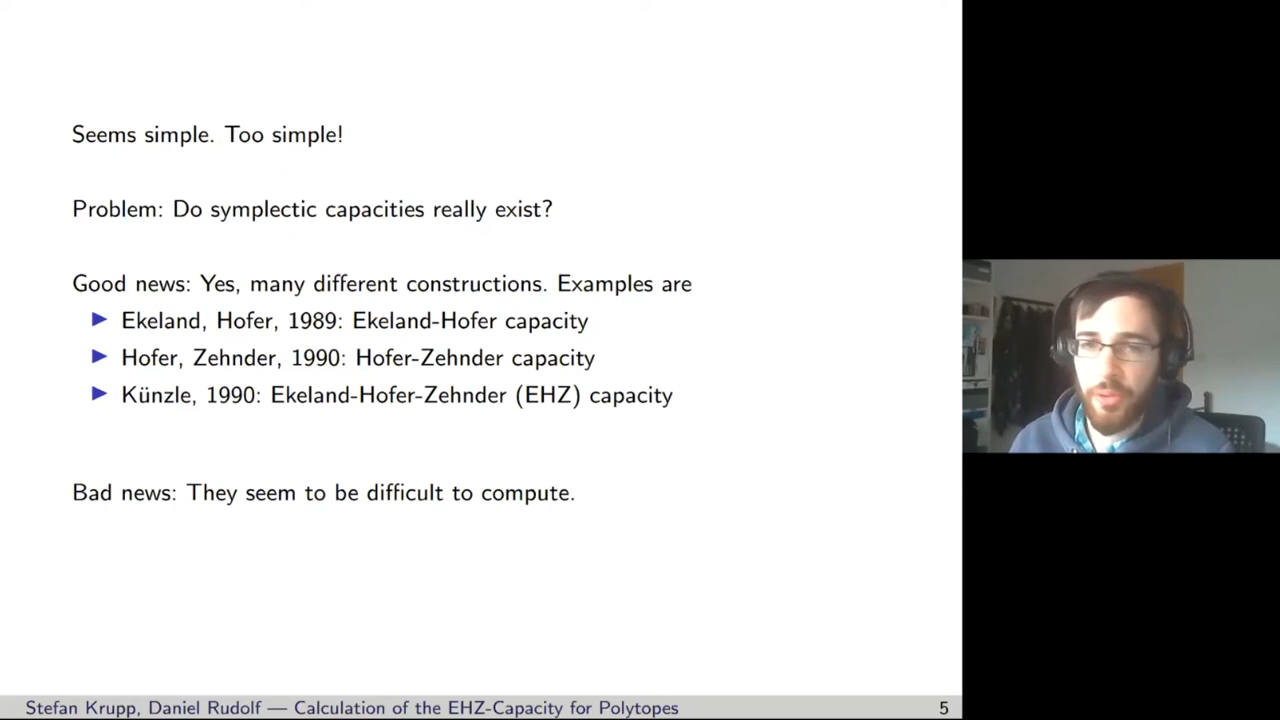 Seems simple. Too simple!
Problem: Do symplectic capacities really exist?
Good news: Yes, many different constructions. Examples are
▶ Ekeland, Hofer, 1989: Ekeland-Hofer capacity
▶ Hofer, Zehnder, 1990: Hofer-Zehnder capacity
▶ Künzle, 1990: Ekeland-Hofer-Zehnder (EHZ) capacity
Bad news: They seem to be difficult to compute.
Stefan Krupp, Daniel Rudolf — Calculation of the EHZ-Capacity for Polytopes 5